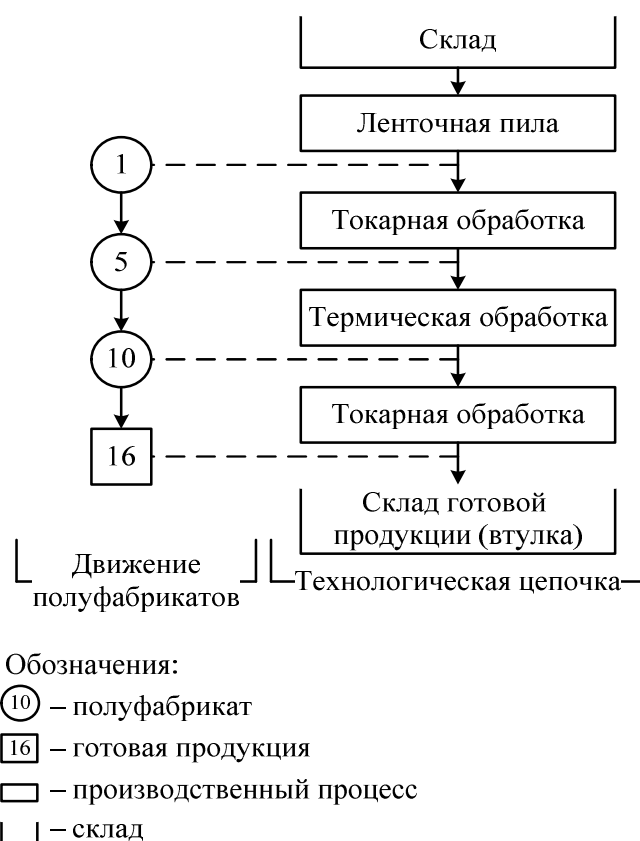 Склад
Ленточная пила
1
Токарная обработка
5
Термическая обработка
10
Токарная обработка
16
Склад готовой
продукции (втулка)
Движение
полуфабрикатов
Технологическая цепочка
Обозначения:
10 – полуфабрикат
16 – готовая продукция
– производственный процесс
– склад